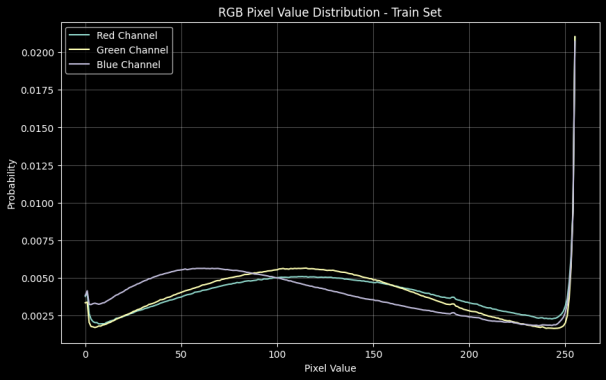 RGB Pixel Value Distribution - Train Set
Red Channel
Green Channel
Blue Channel
0.0200
0.0175
0.0150
0.0125
0.0100
0.0075
0.0050
0.0025
Probability
0 50 100 150 200 250
Pixel Value